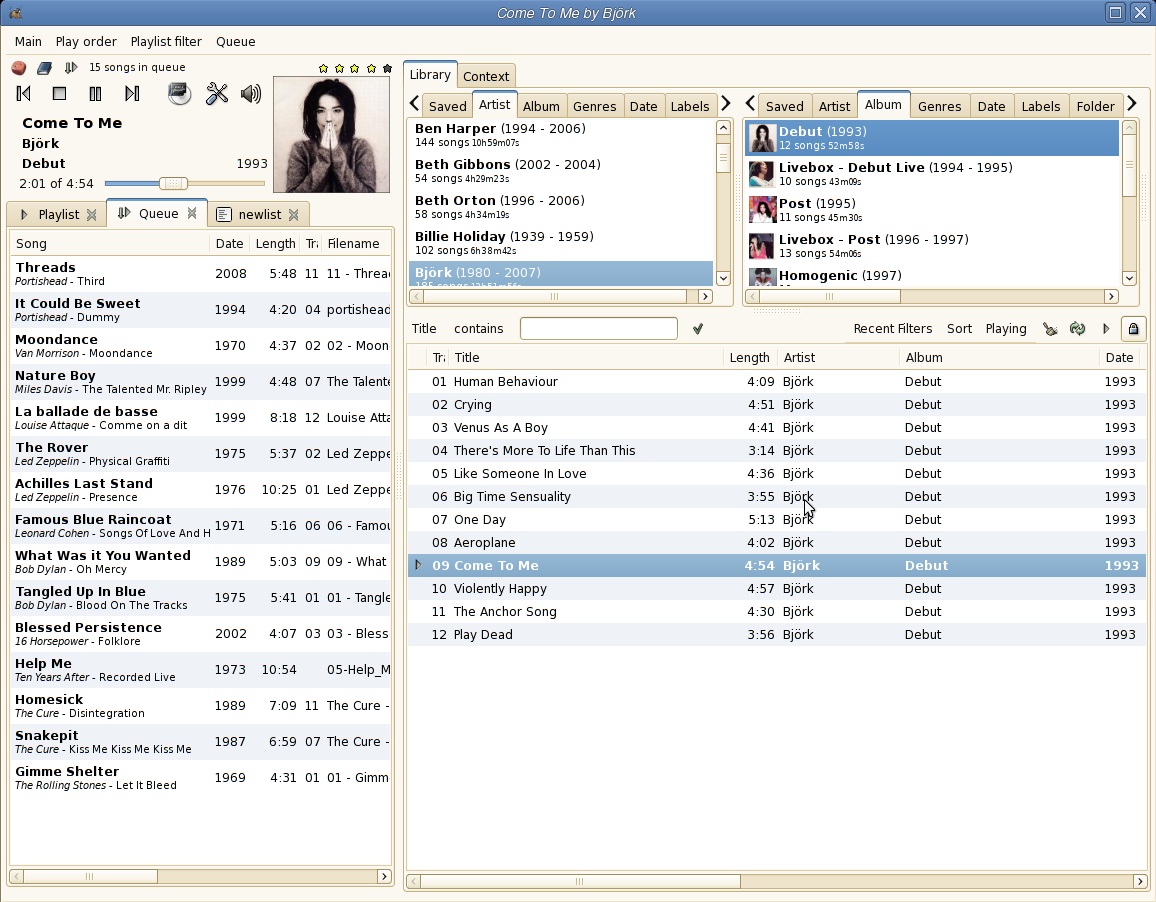 Come To Me by Björk
Main Play order Playlist filter Queue
15 songs in queue
Come To Me
Björk
Debut 1993
2:01 of 4:54
Playlist Queue newlist
Song Date Length Tra Filename
Threads
Portishead - Third 2008 5:48 11 11 - Threa
It Could Be Sweet
Portishead - Dummy 1994 4:20 04 portishead
Moondance
Van Morrison - Moondance 1970 4:37 02 02 - Moon
Nature Boy
Miles Davis - The Talented Mr. Ripley 1999 4:48 07 The Talente
La ballade de basse
Louise Attaque - Comme on a dit 1999 8:18 12 Louise Atta
The Rover
Led Zeppelin - Physical Graffiti 1975 5:37 02 Led Zeppe
Achilles Last Stand
Led Zeppelin - Presence 1976 10:25 01 Led Zeppe
Famous Blue Raincoat
Leonard Cohen - Songs Of Love And H 1971 5:16 06 06 - Famou
What Was it You Wanted
Bob Dylan - Oh Mercy 1989 5:03 09 09 - What
Tangled Up In Blue
Bob Dylan - Blood On The Tracks 1975 5:41 01 01 - Tangle
Blessed Persistence
16 Horsepower - Folklore 2002 4:07 03 03 - Bless
Help Me
Ten Years After - Recorded Live 1973 10:54 05-Help_M
Homesick
The Cure - Disintegration 1989 7:09 11 The Cure -
Snakepit
The Cure - Kiss Me Kiss Me Kiss Me 1987 6:59 07 The Cure -
Gimme Shelter
The Rolling Stones - Let It Bleed 1969 4:31 01 01 - Gimm
Library Context
Saved Artist Album Genres Date Labels
Ben Harper (1994 - 2006)
144 songs 10h59m07s
Beth Gibbons (2002 - 2004)
54 songs 4h29m23s
Beth Orton (1996 - 2006)
58 songs 4h34m19s
Billie Holiday (1939 - 1959)
102 songs 6h38m42s
Björk (1980 - 2007)
Saved Artist Album Genres Date Labels Folder
Debut (1993)
12 songs 52m58s
Livebox - Debut Live (1994 - 1995)
10 songs 43m09s
Post (1995)
11 songs 45m30s
Livebox - Post (1996 - 1997)
13 songs 54m06s
Homogenic (1997)
Title contains Recent Filters Sort Playing
Tra Title Length Artist Album Date
01 Human Behaviour 4:09 Björk Debut 1993
02 Crying 4:51 Björk Debut 1993
03 Venus As A Boy 4:41 Björk Debut 1993
04 There's More To Life Than This 3:14 Björk Debut 1993
05 Like Someone In Love 4:36 Björk Debut 1993
06 Big Time Sensuality 3:55 Björk Debut 1993
07 One Day 5:13 Björk Debut 1993
08 Aeroplane 4:02 Björk Debut 1993
09 Come To Me 4:54 Björk Debut 1993
10 Violently Happy 4:57 Björk Debut 1993
11 The Anchor Song 4:30 Björk Debut 1993
12 Play Dead 3:56 Björk Debut 1993